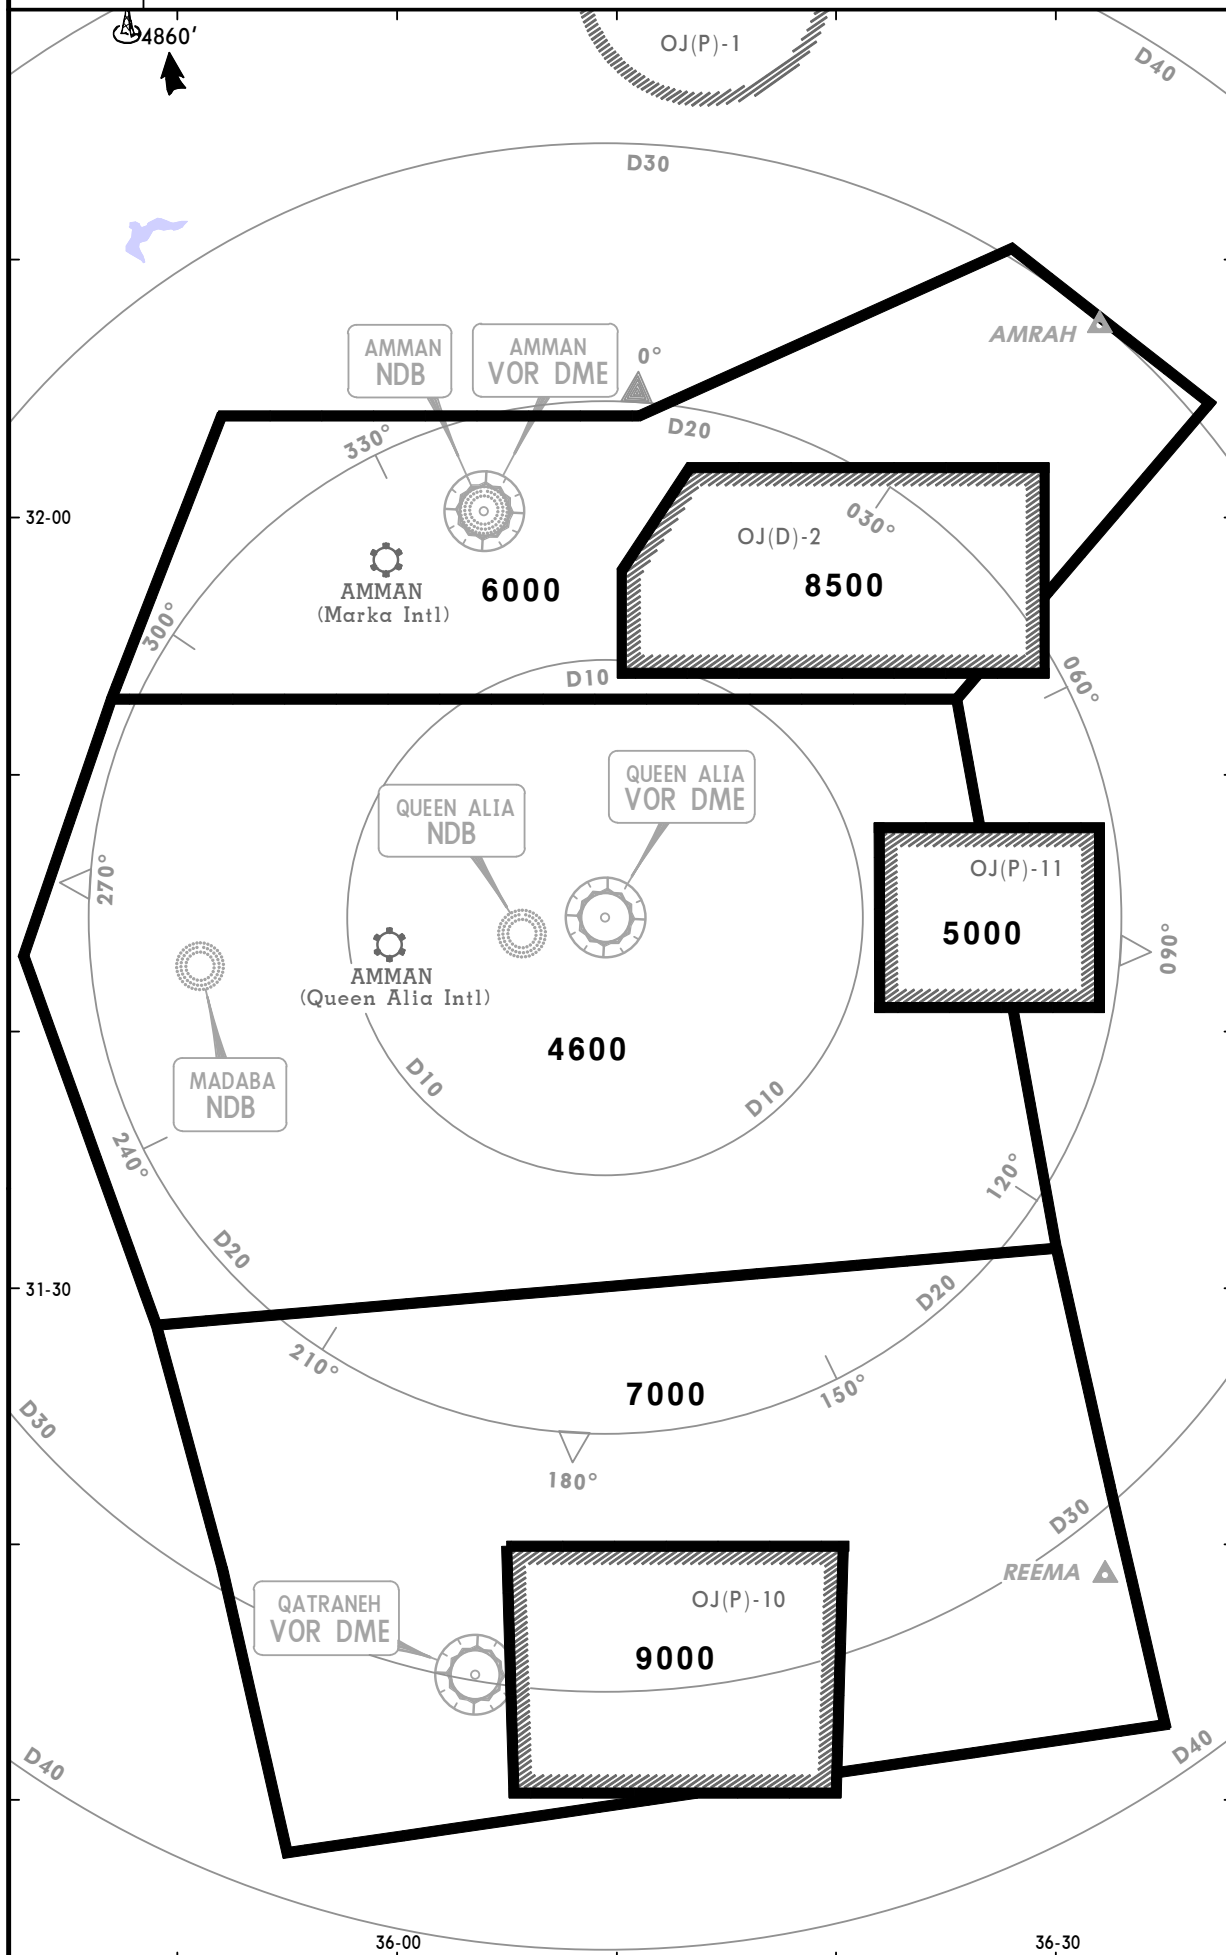 4860'
OJ(P)-1
D40
D30
AMRAH
AMMAN
NDB
AMMAN
VOR DME
0°
D20
330°
32-00
030°
OJ(D)-2
8500
AMMAN
(Marka Intl)
6000
300°
D10
060°
QUEEN ALIA
NDB
QUEEN ALIA
VOR DME
OJ(P)-11
5000
270°
090°
AMMAN
(Queen Alia Intl)
4600
MADABA
NDB
D10
D10
240°
120°
D20
31-30
D20
210°
7000
150°
D30
180°
D30
REEMA
QATRANEH
VOR DME
OJ(P)-10
9000
D40
D40
36-00
36-30